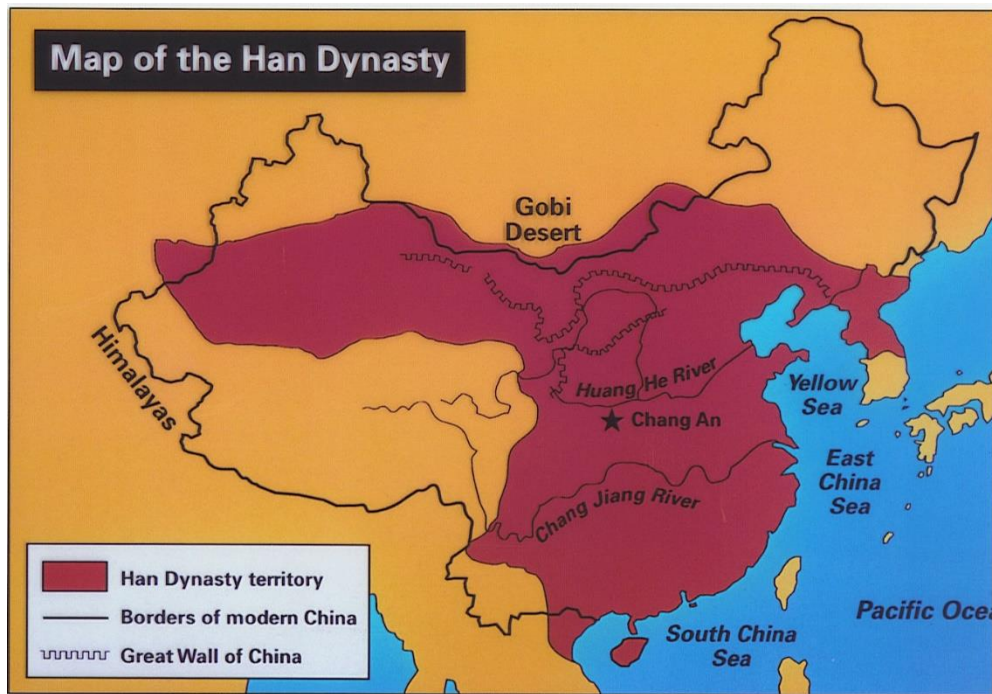 Map of the Han Dynasty
Gobi
Desert
Himalayas
Huang He River
Yellow
Sea
Chang An
East
China
Sea
Chang Jiang River
Han Dynasty territory
Borders of modern China
Great Wall of China
South China
Sea
Pacific Ocea